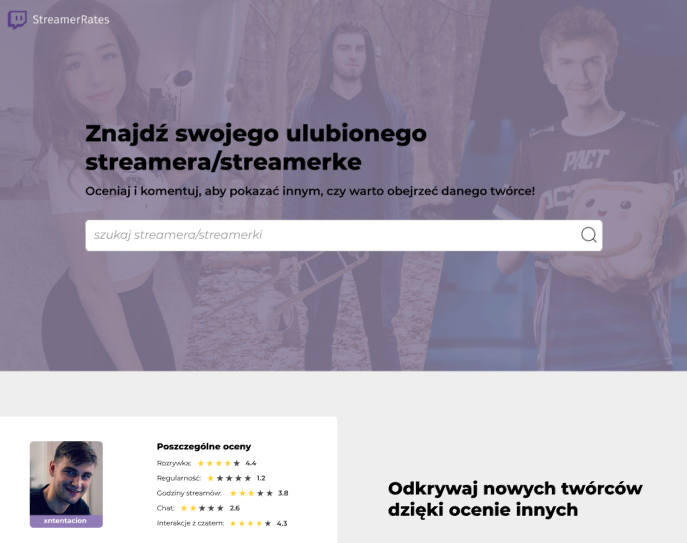 StreamerRates
Znajdź swojego ulubionego
streamera/streamerke
Oceniaj i komentuj, aby pokazać innym, czy warto obejrzeć danego twórce!
szukaj streamera/streamerki
PACT
Poszczególne oceny
Rozrywka: 4.4
Regularność: 1.2
Godziny streamów: 3.8
Chat: 2.6
Interakcje z czatem: 4.3
xntentacion
Odkrywaj nowych twórców
dzięki ocenie innych